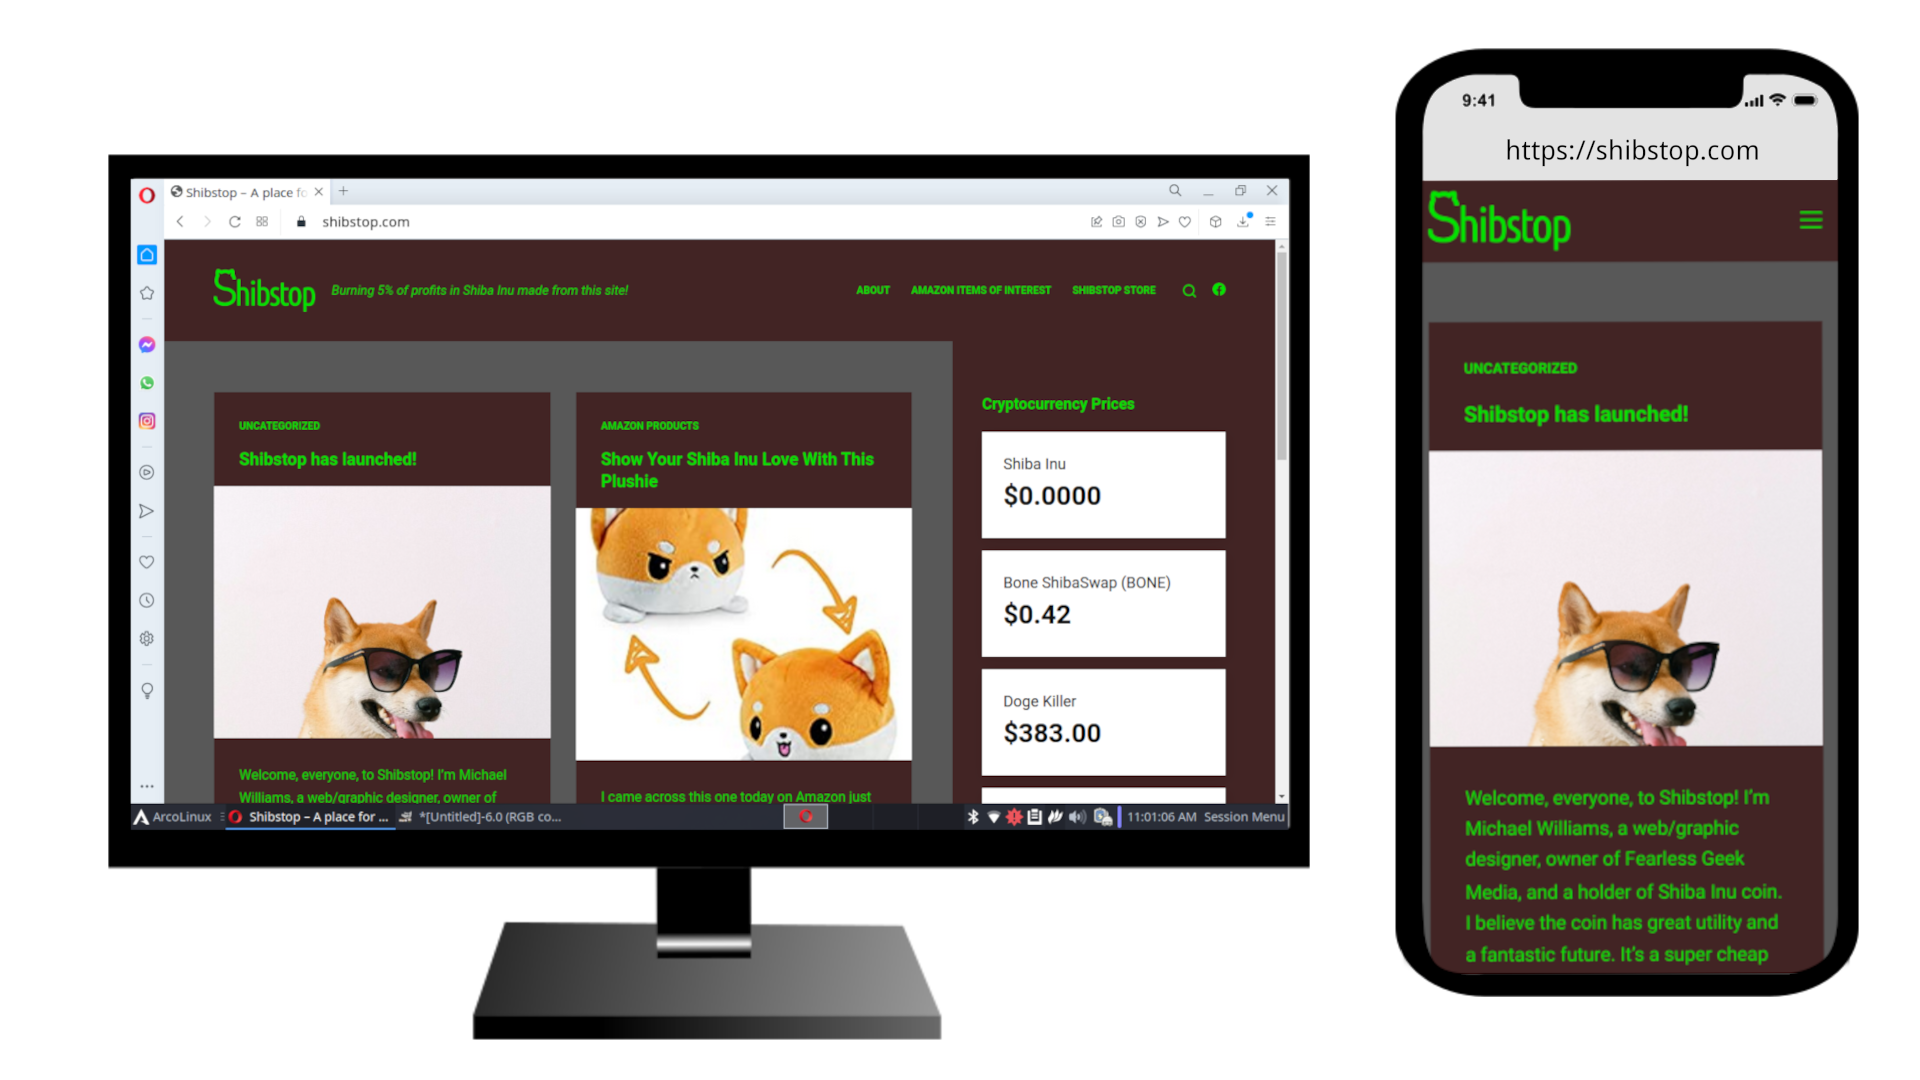 Shibstop – A place fo
shibstop.com
Shibstop
Burning 5% of profits in Shiba Inu made from this site!
ABOUT
AMAZON ITEMS OF INTEREST
SHIBSTOP STORE
UNCATEGORIZED
Shibstop has launched!
Welcome, everyone, to Shibstop! I'm Michael
Williams, a web/graphic designer, owner of
AMAZON PRODUCTS
Show Your Shiba Inu Love With This
Plushie
I came across this one today on Amazon just
Cryptocurrency Prices
Shiba Inu
$0.0000
Bone ShibaSwap (BONE)
$0.42
Doge Killer
$383.00
ArcoLinux
Shibstop – A place for ...
*[Untitled]-6.0 (RGB co...
11:01:06 AM
Session Menu
9:41
https://shibstop.com
Shibstop
UNCATEGORIZED
Shibstop has launched!
Welcome, everyone, to Shibstop! I'm
Michael Williams, a web/graphic
designer, owner of Fearless Geek
Media, and a holder of Shiba Inu coin.
I believe the coin has great utility and
a fantastic future. It's a super cheap